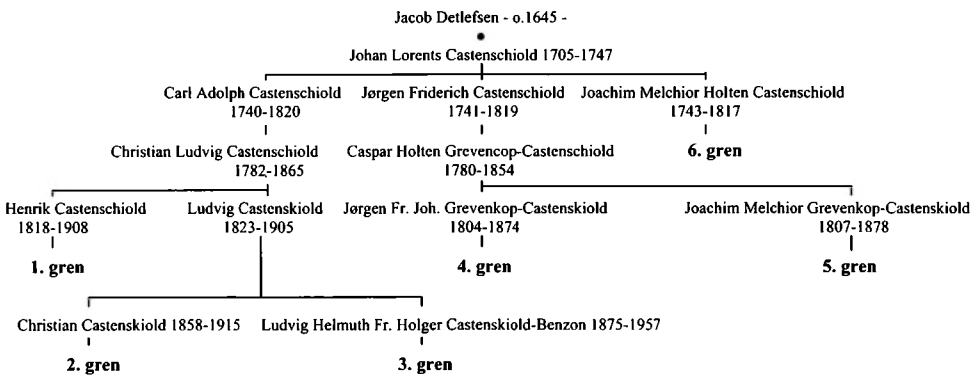 Jacob Detlefsen - o.1645 -
Johan Lorents Castenschiold 1705-1747
Carl Adolph Castenschiold Jørgen Friderich Castenschiold Joachim Melchior Holten Castenschiold
1740-1820 1741-1819 1743-1817
Christian Ludvig Castenschiold Caspar Holten Grevencop-Castenschiold 6. gren
1782-1865 1780-1854
Henrik Castenschiold Ludvig Castenskiold Jørgen Fr. Joh. Grevenkop-Castenskiold Joachim Melchior Grevenkop-Castenskiold
1818-1908 1823-1905 1804-1874 1807-1878
1. gren 4. gren 5. gren
Christian Castenskiold 1858-1915 Ludvig Helmuth Fr. Holger Castenskiold-Benzon 1875-1957
2. gren 3. gren